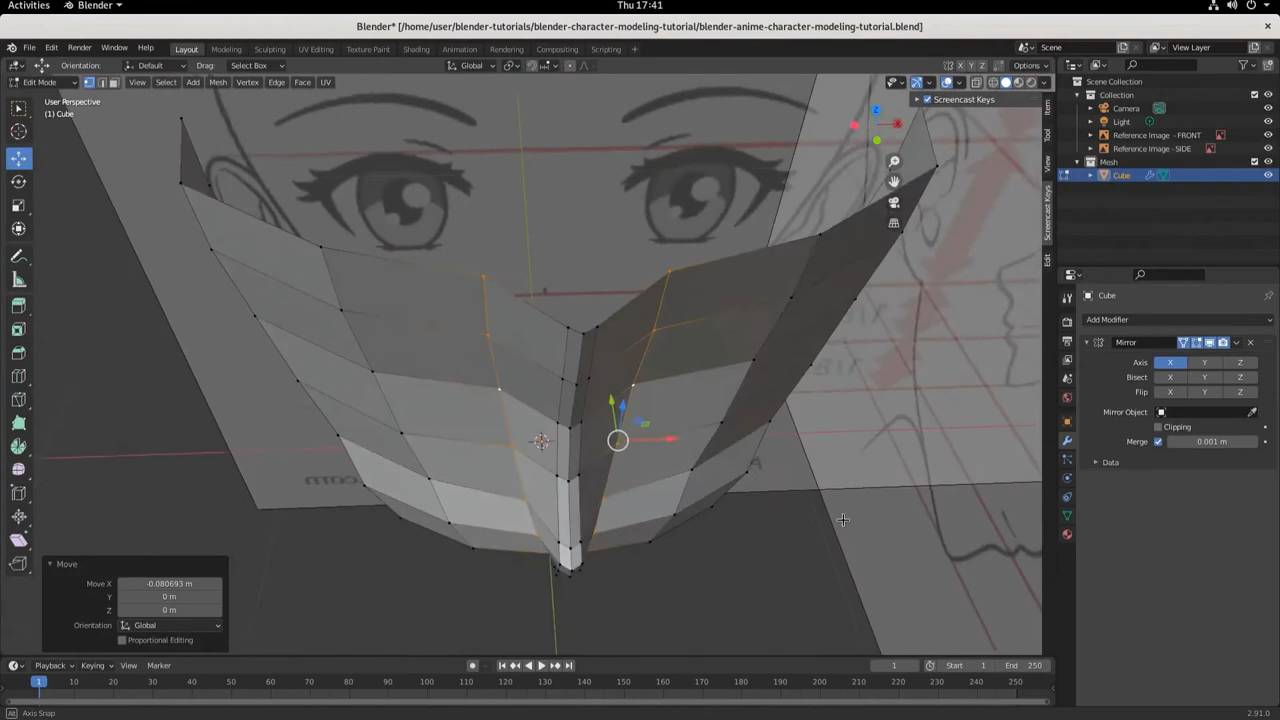 Activities
Blender
Thu 17:41
Blender* [/home/user/blender-tutorials/blender-character-modeling-tutorial/blender-anime-character-modeling-tutorial.blend]
File Edit Render Window Help
Layout Modeling Sculpting UV Editing Texture Paint Shading Animation Rendering Compositing Scripting +
Scene
View Layer
Orientation: Default Drag: Select Box
Global
X Y Z Options
Edit Mode View Select Add Mesh Vertex Edge Face UV
User Perspective
(1) Cube
Screencast Keys
Z
X
Item
Tool
View
Screencast Keys
Edit
Scene Collection
Collection
Camera
Light
Reference Image - FRONT
Reference Image - SIDE
Mesh
Cube
Cube
Add Modifier
Mirror
Axis X Y Z
Bisect X Y Z
Flip X Y Z
Mirror Object
Clipping
Merge 0.001 m
Data
Move
Move X -0.080693 m
Y 0 m
Z 0 m
Orientation Global
Proportional Editing
Playback Keying View Marker
1 Start 1 End 250
1 10 20 30 40 50 60 70 80 90 100 110 120 130 140 150 160 170 180 190 200 210 220 230 240 250
Axis Snap
2.91.0